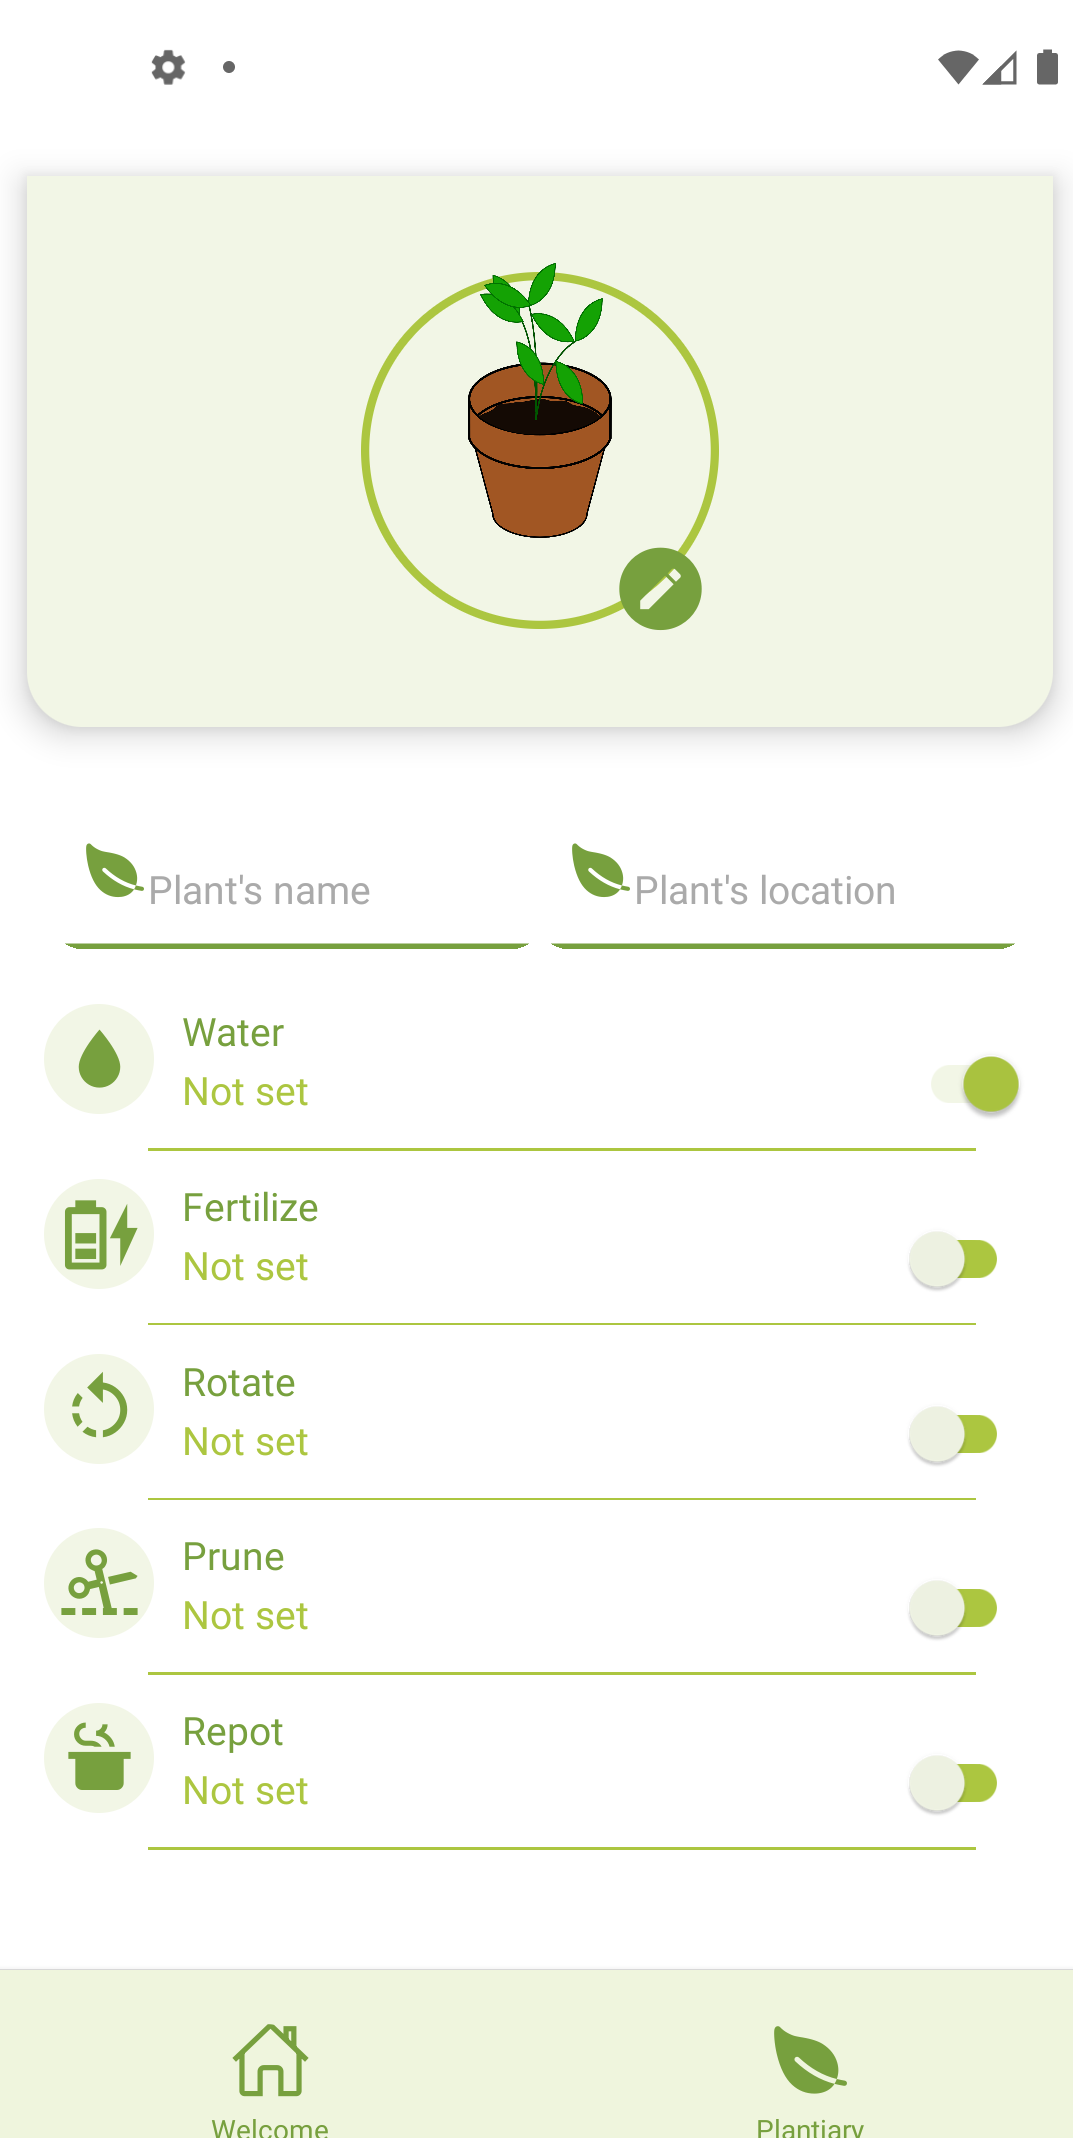 Plant's name
Plant's location
Water
Not set
Fertilize
Not set
Rotate
Not set
Prune
Not set
Repot
Not set
Welcome
Plantiary